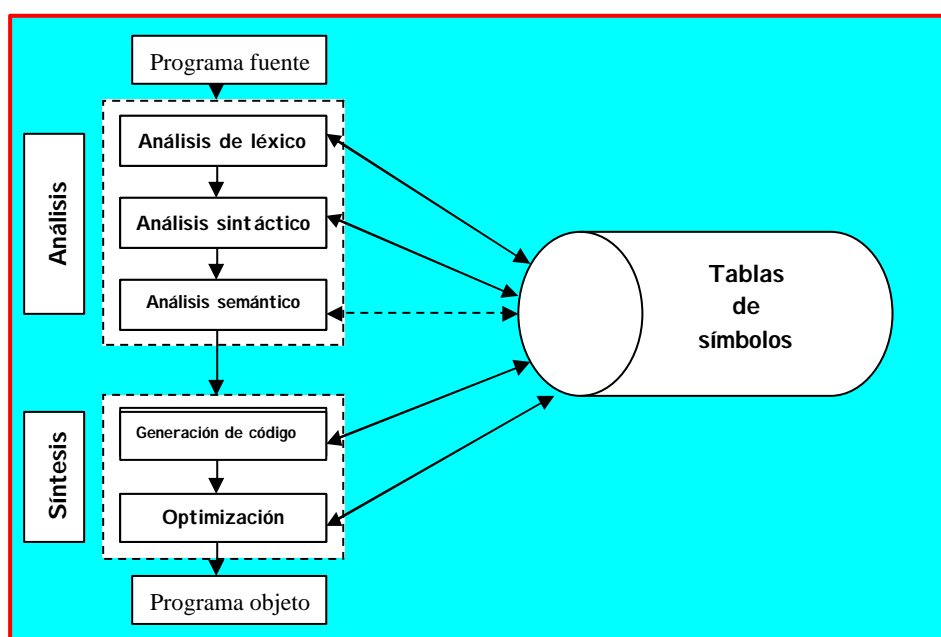 Programa fuente
Análisis
Análisis de léxico
Análisis sintáctico
Análisis semántico
Tablas
de
símbolos
Síntesis
Generación de código
Optimización
Programa objeto